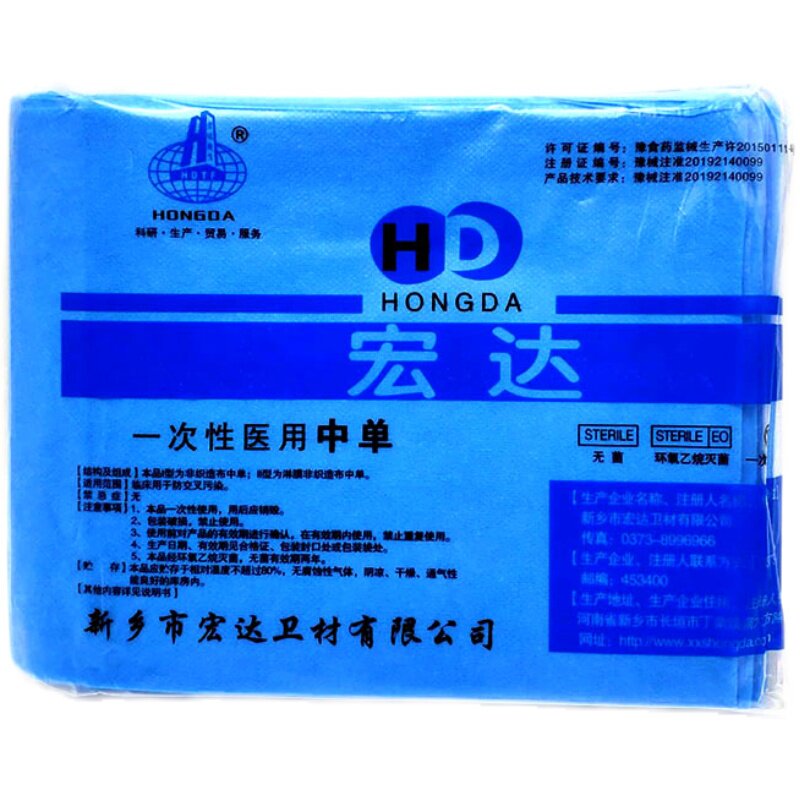 HDTF
®
HONGDA
科研·生产·贸易·服务
许可证编号：豫食药监械生产许2015011
注册证编号：豫械注准20192140099
产品技术要求：豫械注准20192140099
HD
HONGDA
宏达
一次性医用中单
STERILE
无菌
STERILE EO
环氧乙烷灭菌
【结构及组成】本品Ⅰ型为非织造布中单；Ⅱ型为淋膜非织造布中单。
【适用范围】临床用于防交叉污染。
【禁忌症】无
【注意事项】1、本品一次性使用，用后应销毁。
2、包装破损，禁止使用。
3、使用前对产品的有效期进行确认，在有效期内使用，禁止重复使用。
4、生产日期、有效期见合格证、包装封口处或包装袋处。
5、本品经环氧乙烷灭菌，无菌有效期两年。
【贮存】本品应贮存于相对湿度不超过80%，无腐蚀性气体，阴凉、干燥、通气性
能良好的库房内。
【其他内容详见说明书】
新乡市宏达卫材有限公司
【生产企业名称、注册人名
新乡市宏达卫材有限公司
传真：0373-8996966
【生产企业、注册人联系方
邮编：453400
【生产地址、生产企业住所
河南省新乡市长垣市丁栾
网址：http://www.xxshongda.c